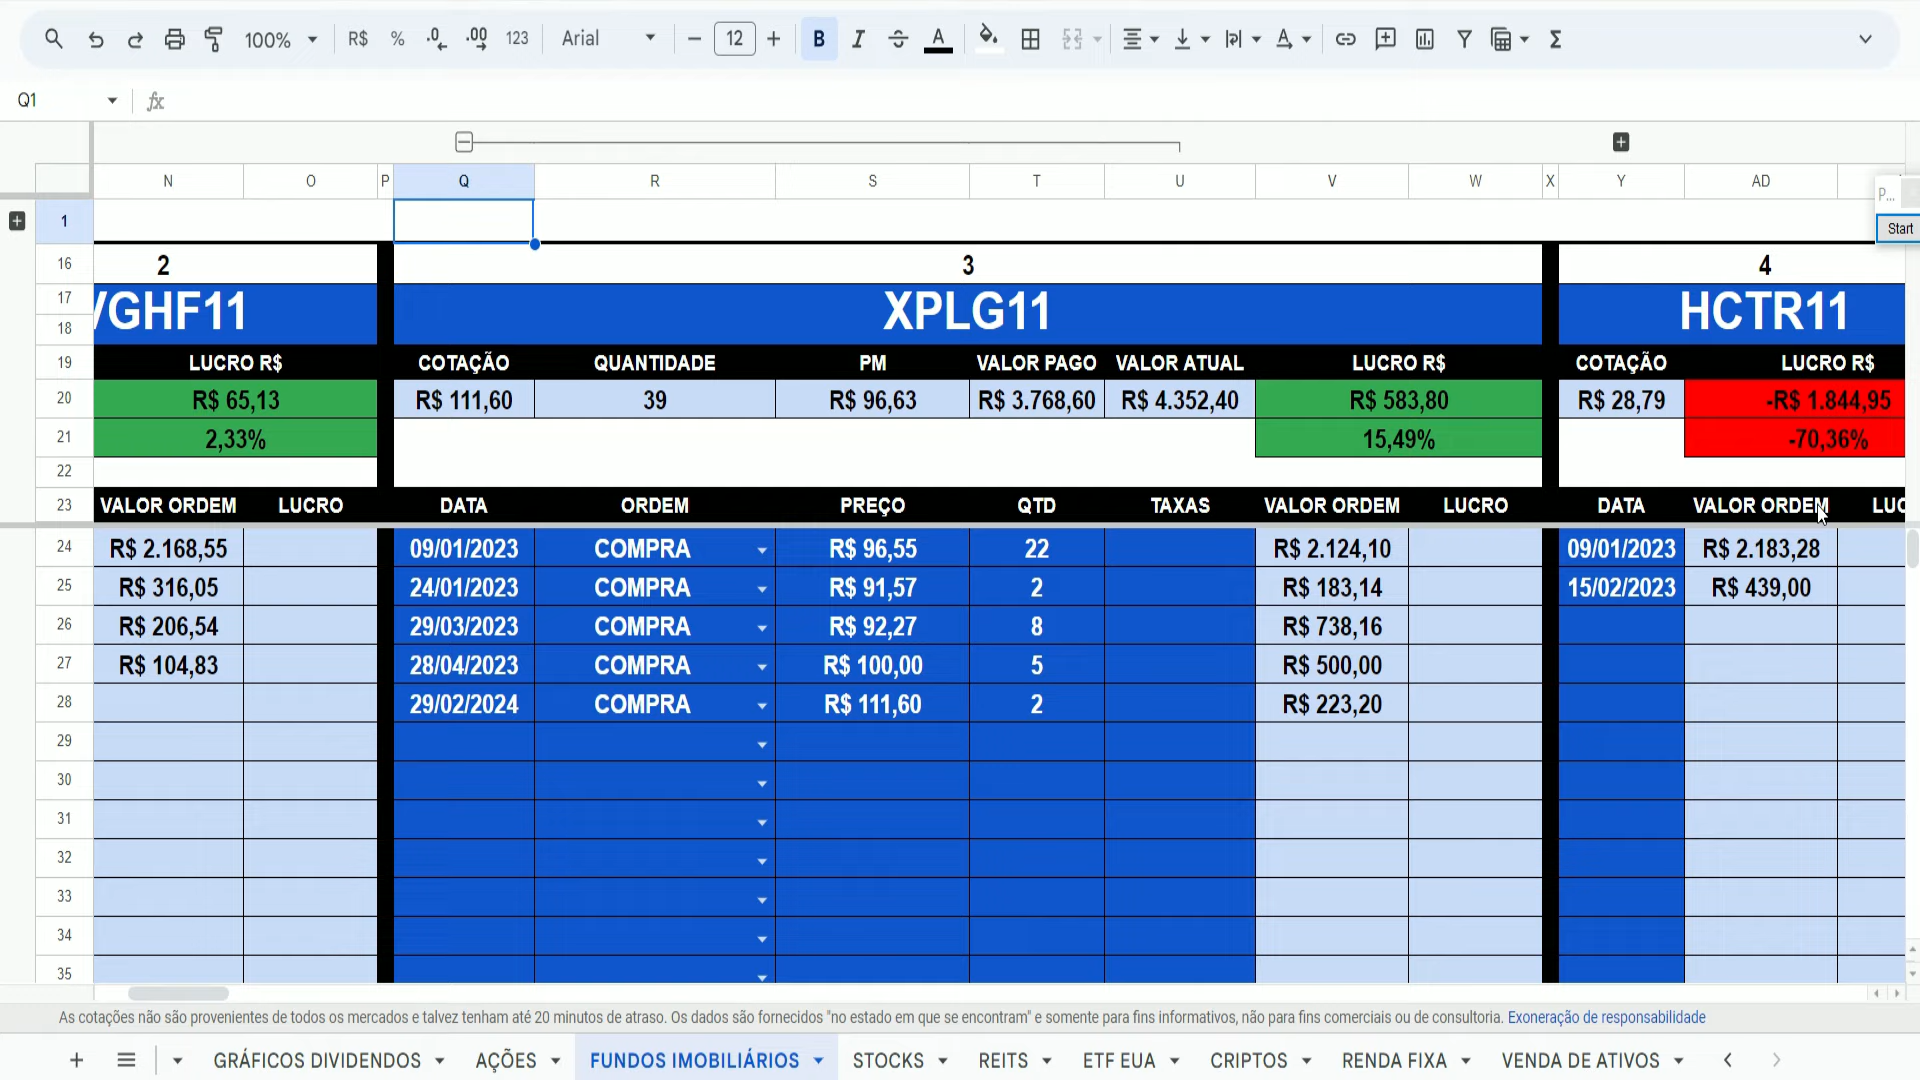 100% R$ % .0 .00 123 Arial 12 B I A Σ
Q1 fx
N O P Q R S T U V W X Y AD
P...
Start
1
16 2 3 4
17 VGHF11 XPLG11 HCTR11
18
19 LUCRO R$ COTAÇÃO QUANTIDADE PM VALOR PAGO VALOR ATUAL LUCRO R$ COTAÇÃO LUCRO R$
20 R$ 65,13 R$ 111,60 39 R$ 96,63 R$ 3.768,60 R$ 4.352,40 R$ 583,80 R$ 28,79 -R$ 1.844,95
21 2,33% 15,49% -70,36%
22
23 VALOR ORDEM LUCRO DATA ORDEM PREÇO QTD TAXAS VALOR ORDEM LUCRO DATA VALOR ORDEM LUC
24 R$ 2.168,55 09/01/2023 COMPRA R$ 96,55 22 R$ 2.124,10 09/01/2023 R$ 2.183,28
25 R$ 316,05 24/01/2023 COMPRA R$ 91,57 2 R$ 183,14 15/02/2023 R$ 439,00
26 R$ 206,54 29/03/2023 COMPRA R$ 92,27 8 R$ 738,16
27 R$ 104,83 28/04/2023 COMPRA R$ 100,00 5 R$ 500,00
28 29/02/2024 COMPRA R$ 111,60 2 R$ 223,20
29
30
31
32
33
34
35
As cotações não são provenientes de todos os mercados e talvez tenham até 20 minutos de atraso. Os dados são fornecidos "no estado em que se encontram" e somente para fins informativos, não para fins comerciais ou de consultoria. Exoneração de responsabilidade
GRÁFICOS DIVIDENDOS AÇÕES FUNDOS IMOBILIÁRIOS STOCKS REITS ETF EUA CRIPTOS RENDA FIXA VENDA DE ATIVOS